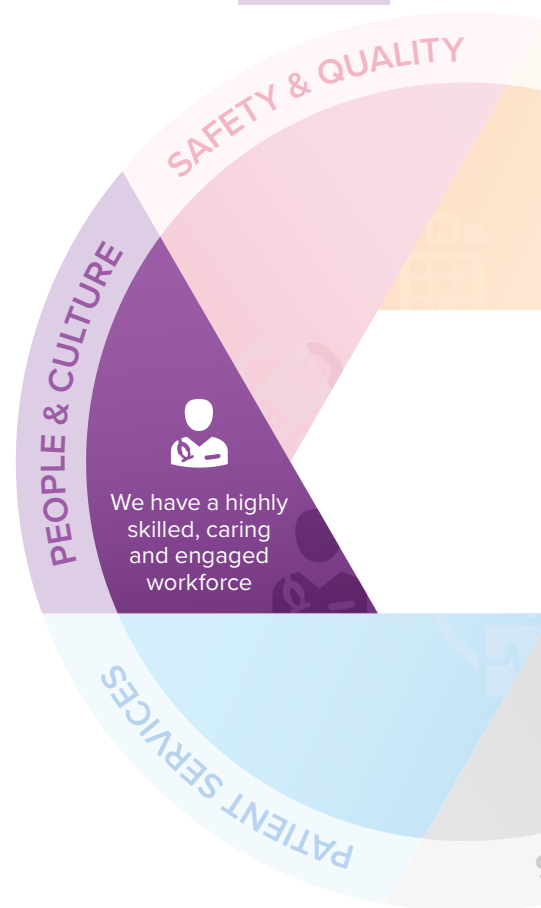 SAFETY & QUALITY
PEOPLE & CULTURE
We have a highly
skilled, caring
and engaged
workforce
PATIENT SERVICES